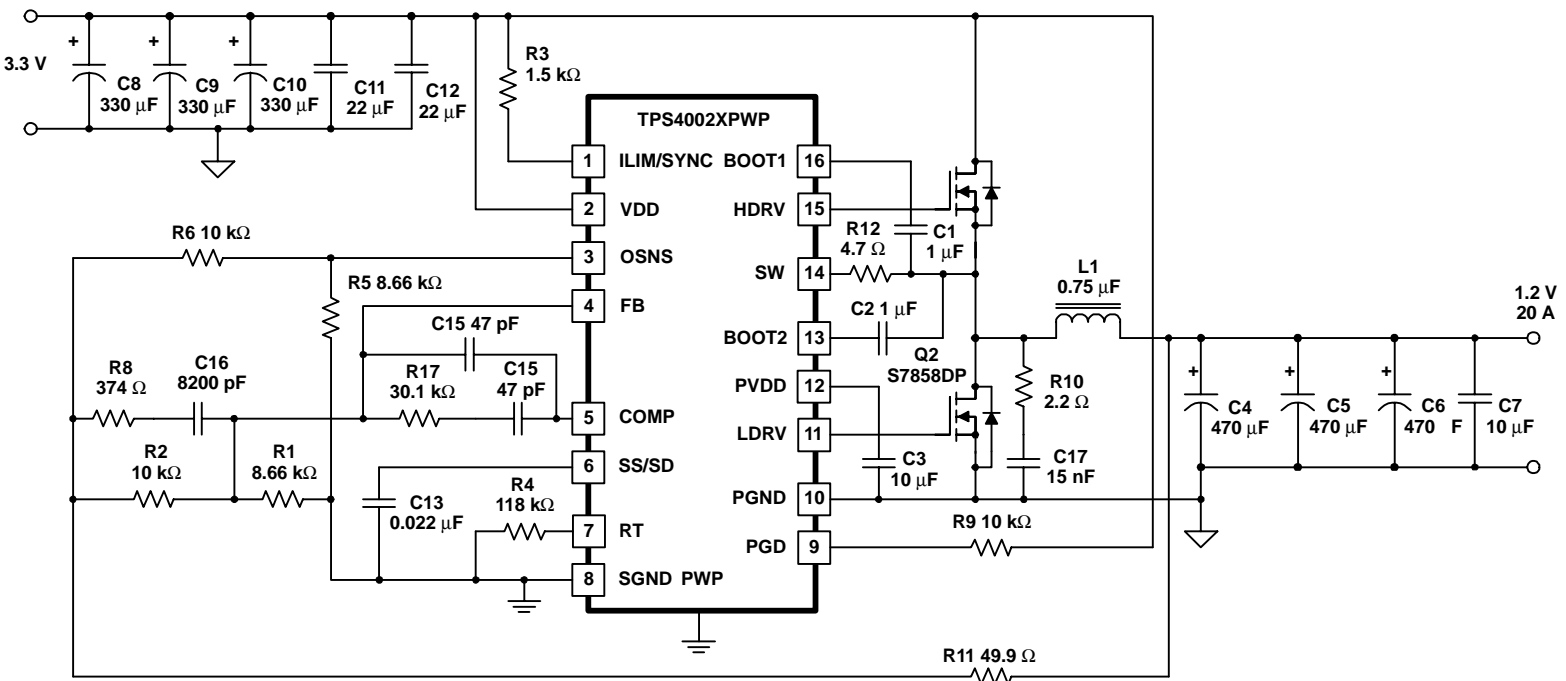 3.3 V
+
C8
330 μF
+
C9
330 μF
+
C10
330 μF
C11
22 μF
C12
22 μF
R3
1.5 kΩ
TPS4002XPWP
1
ILIM/SYNC
BOOT1
16
2
VDD
HDRV
15
3
OSNS
SW
14
4
FB
BOOT2
13
PVDD
12
5
COMP
LDRV
11
6
SS/SD
PGND
10
7
RT
PGD
9
8
SGND PWP
R6 10 kΩ
R5 8.66 kΩ
C15 47 pF
R8
374 Ω
C16
8200 pF
R17
30.1 kΩ
C15
47 pF
R2
10 kΩ
R1
8.66 kΩ
C13
0.022 μF
R4
118 kΩ
R12
4.7 Ω
C1
1 μF
C2 1 μF
Q2
S7858DP
C3
10 μF
L1
0.75 μF
R10
2.2 Ω
C17
15 nF
R9 10 kΩ
R11 49.9 Ω
1.2 V
20 A
+
C4
470 μF
+
C5
470 μF
+
C6
470 F
C7
10 μF